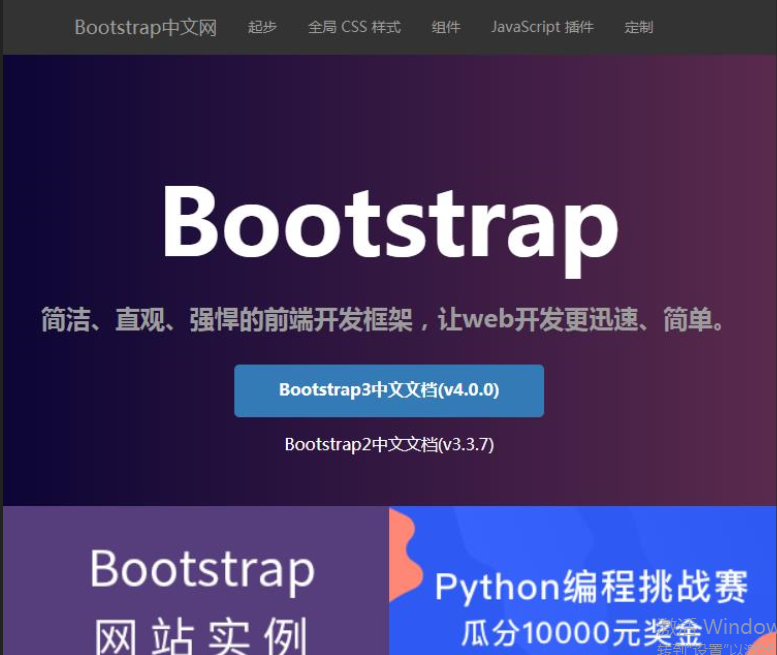 Bootstrap中文网 起步 全局 CSS 样式 组件 JavaScript 插件 定制
Bootstrap
简洁、直观、强悍的前端开发框架，让web开发更迅速、简单。
Bootstrap3中文文档(v4.0.0)
Bootstrap2中文文档(v3.3.7)
Bootstrap
网站实例
Python编程挑战赛
瓜分10000元奖金
激活 Window
转到"设置"以